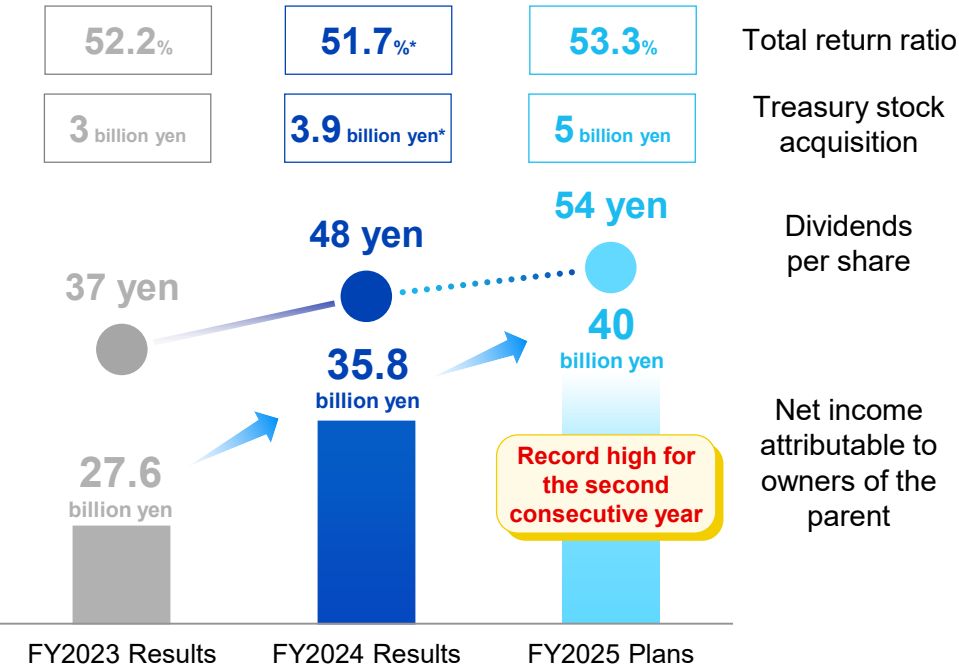 52.2%
51.7%*
53.3%
Total return ratio
3 billion yen
3.9 billion yen*
5 billion yen
Treasury stock
acquisition
37 yen
48 yen
54 yen
Dividends
per share
27.6
billion yen
35.8
billion yen
40
billion yen
Record high for
the second
consecutive year
Net income
attributable to
owners of the
parent
FY2023 Results
FY2024 Results
FY2025 Plans